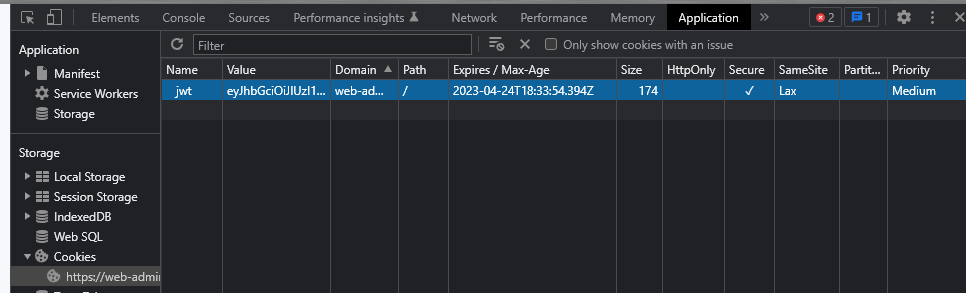 Elements Console Sources Performance insights Network Performance Memory Application 2 1
Application
Manifest
Service Workers
Storage
Storage
Local Storage
Session Storage
IndexedDB
Web SQL
Cookies
https://web-admin
Filter
Only show cookies with an issue
Name Value Domain Path Expires / Max-Age Size HttpOnly Secure SameSite Partit... Priority
jwt eyJhbGciOiJIUzI1... web-ad... / 2023-04-24T18:33:54.394Z 174 ✓ Lax Medium